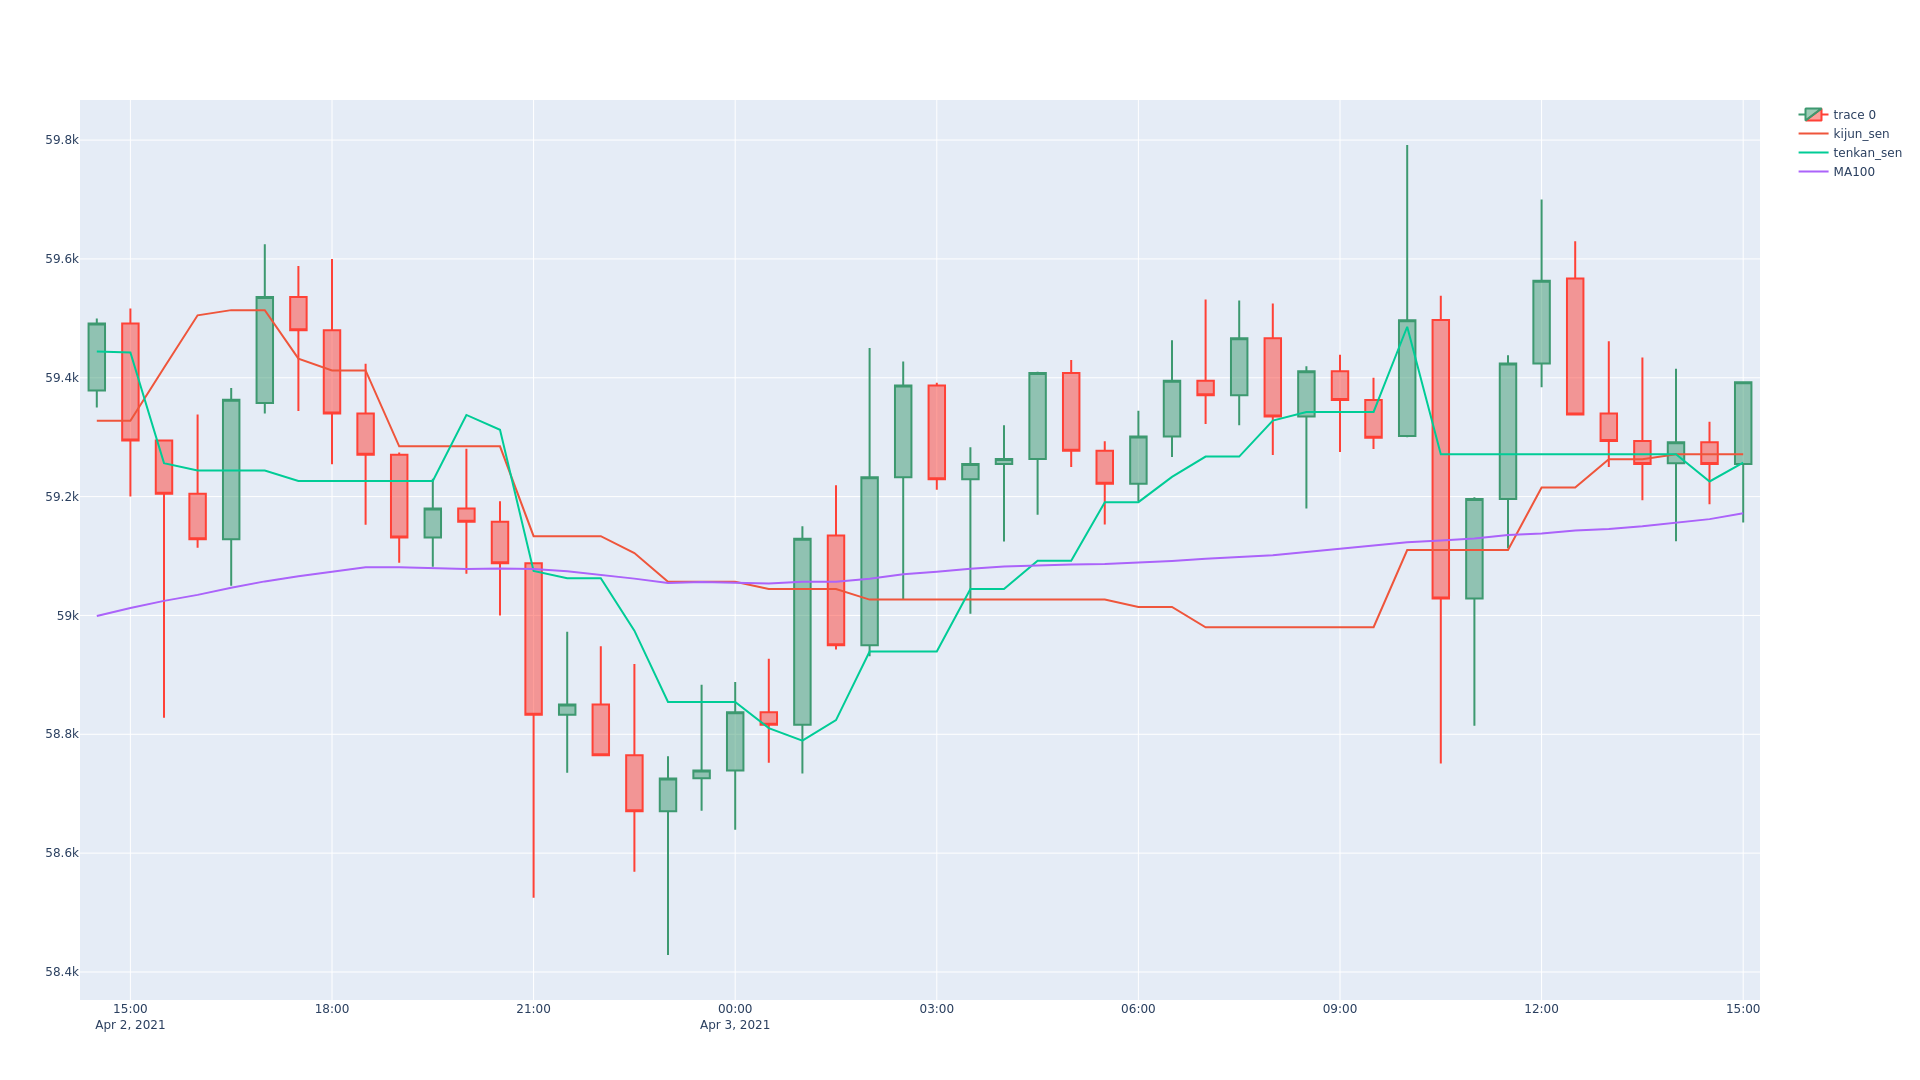 trace 0
kijun_sen
tenkan_sen
MA100
59.8k
59.6k
59.4k
59.2k
59k
58.8k
58.6k
58.4k
15:00 18:00 21:00 00:00 03:00 06:00 09:00 12:00 15:00
Apr 2, 2021 Apr 3, 2021